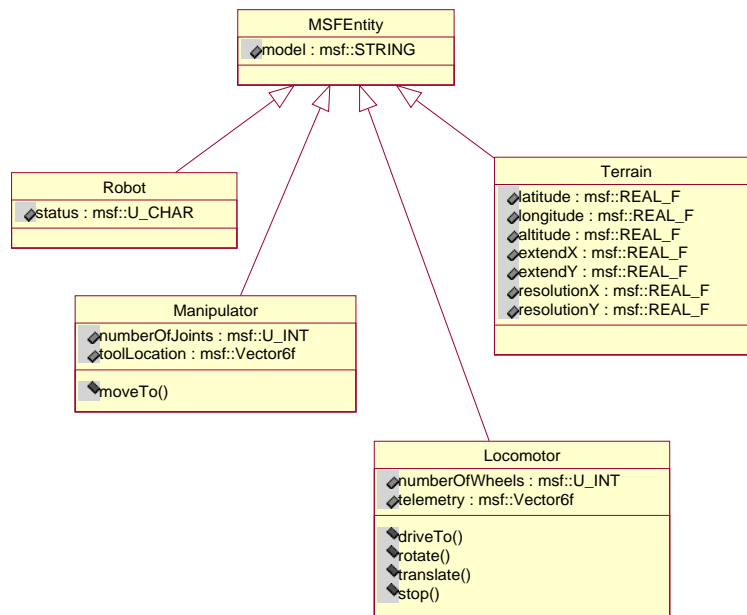 MSFEntity
model : msf::STRING
Robot
status : msf::U_CHAR
Terrain
latitude : msf::REAL_F
longitude : msf::REAL_F
altitude : msf::REAL_F
extendX : msf::REAL_F
extendY : msf::REAL_F
resolutionX : msf::REAL_F
resolutionY : msf::REAL_F
Manipulator
numberOfJoints : msf::U_INT
toolLocation : msf::Vector6f
moveTo()
Locomotor
numberOfWheels : msf::U_INT
telemetry : msf::Vector6f
driveTo()
rotate()
translate()
stop()